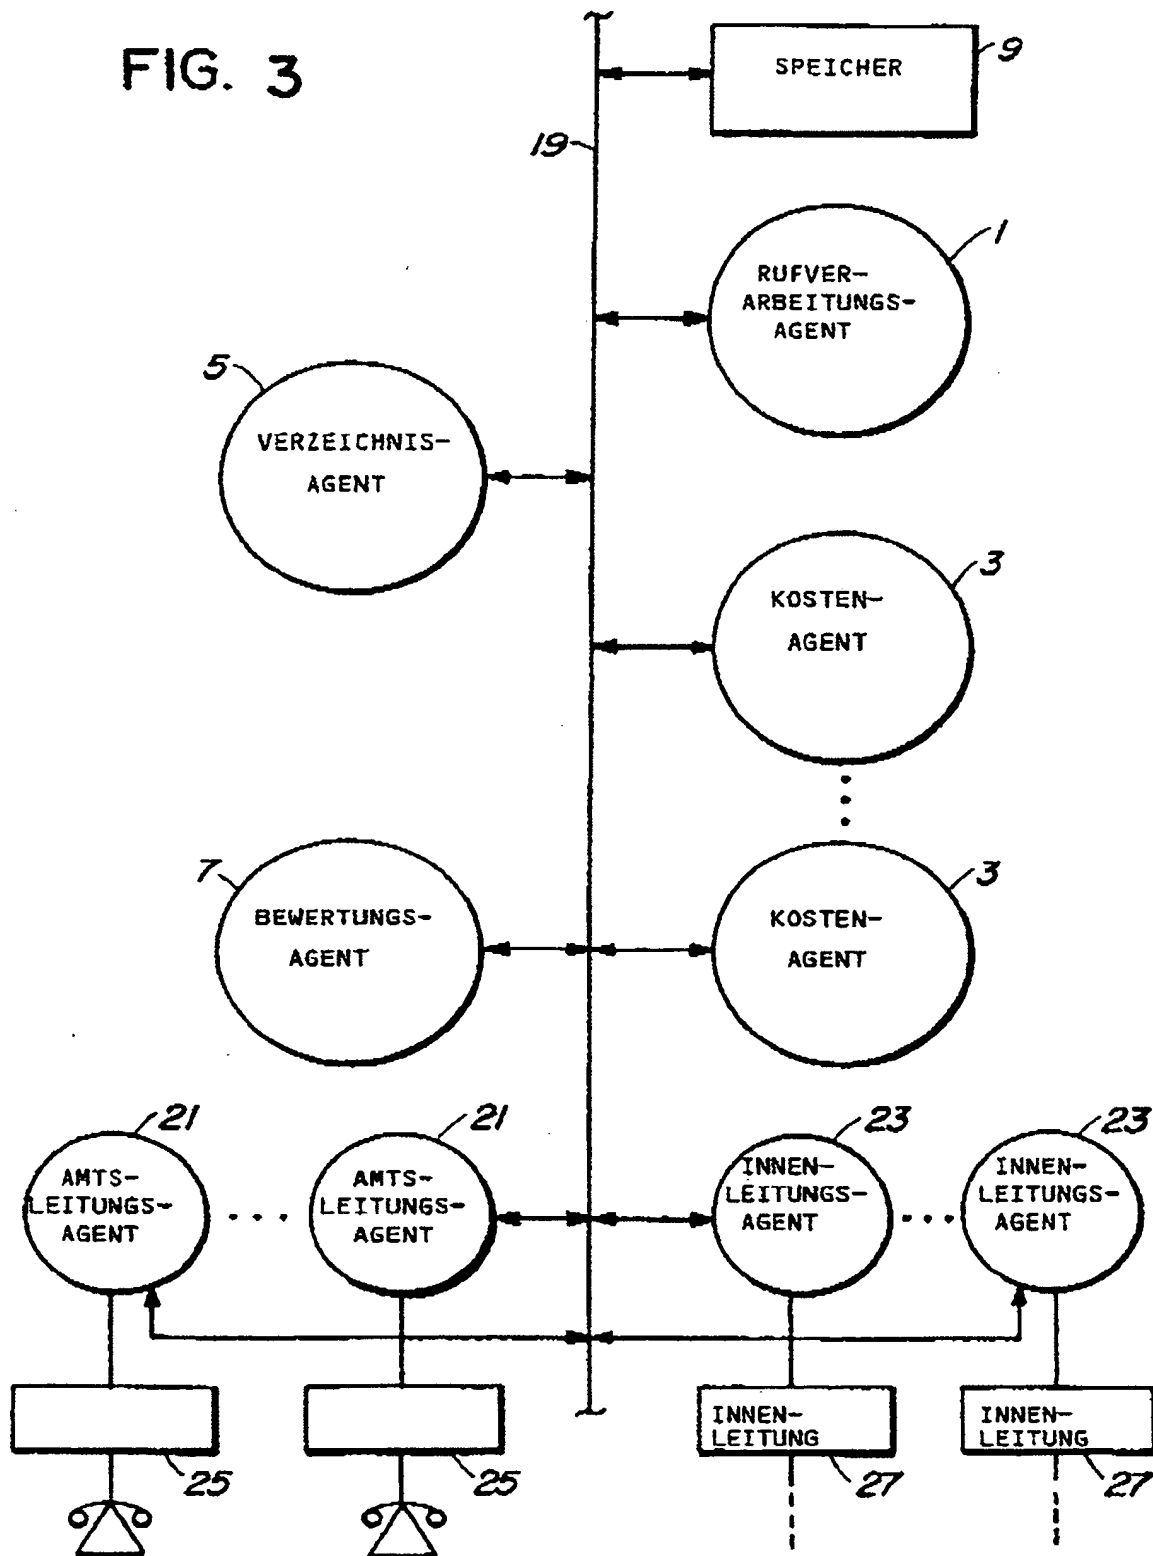 FIG. 3
SPEICHER
9
19
1
RUFVER-
ARBEITUNGS-
AGENT
5
VERZEICHNIS-
AGENT
3
KOSTEN-
AGENT
7
BEWERTUNGS-
AGENT
3
KOSTEN-
AGENT
21
AMTS-
LEITUNGS-
AGENT
21
AMTS-
LEITUNGS-
AGENT
23
INNEN-
LEITUNGS-
AGENT
23
INNEN-
LEITUNGS-
AGENT
25
25
INNEN-
LEITUNG
27
INNEN-
LEITUNG
27